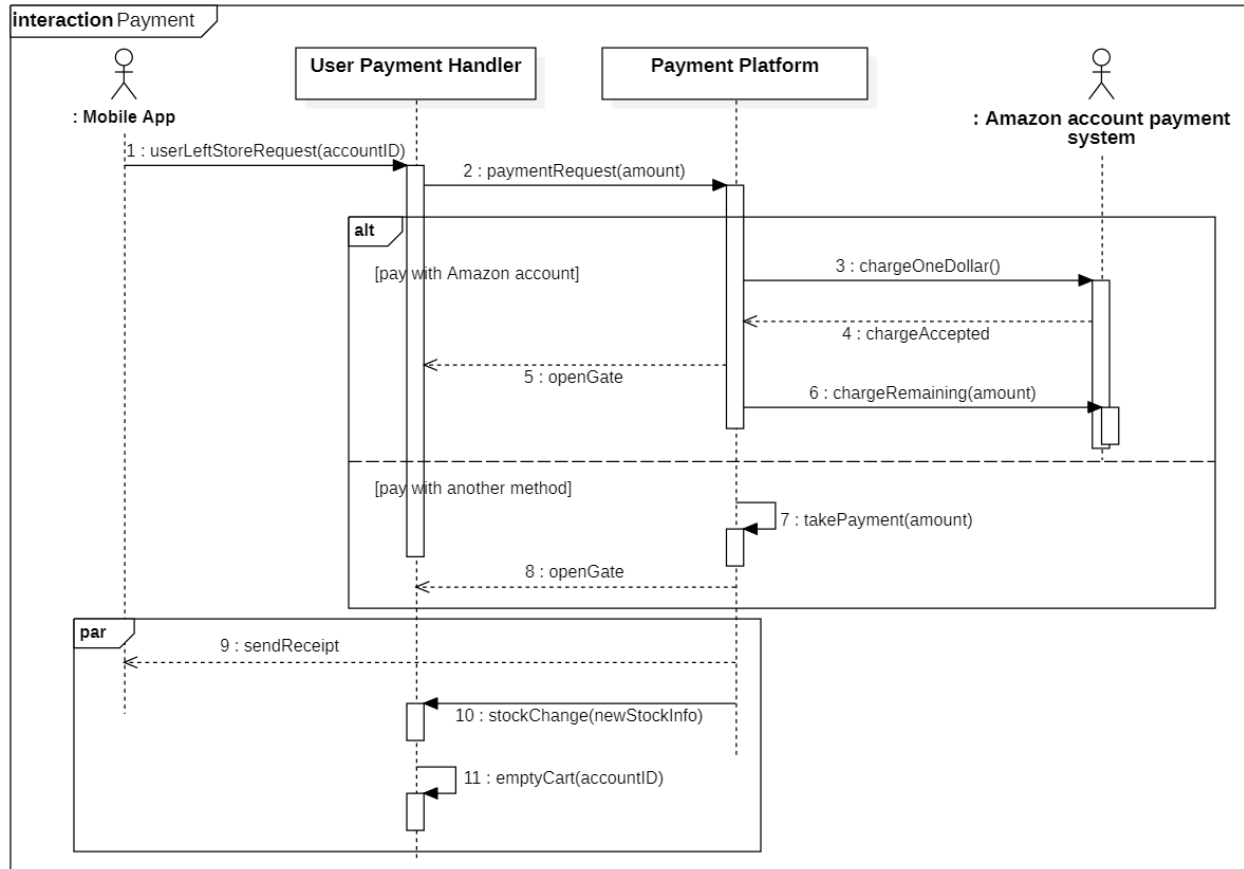 interaction Payment
User Payment Handler
Payment Platform
: Mobile App
: Amazon account payment
system
1 : userLeftStoreRequest(accountID)
2 : paymentRequest(amount)
alt
[pay with Amazon account]
3 : chargeOneDollar()
4 : chargeAccepted
5 : openGate
6 : chargeRemaining(amount)
[pay with another method]
7 : takePayment(amount)
8 : openGate
par
9 : sendReceipt
10 : stockChange(newStockInfo)
11 : emptyCart(accountID)